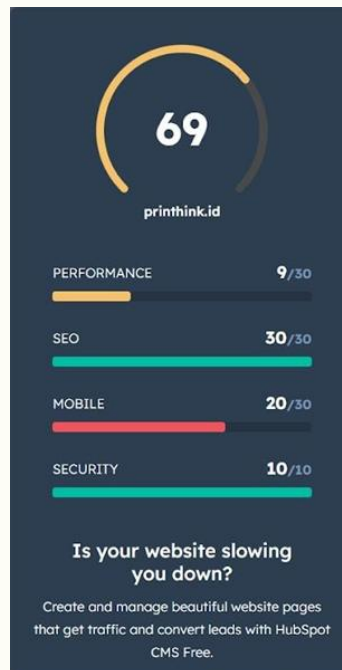 69
printhink.id
PERFORMANCE 9/30
SEO 30/30
MOBILE 20/30
SECURITY 10/10
Is your website slowing
you down?
Create and manage beautiful website pages
that get traffic and convert leads with HubSpot
CMS Free.